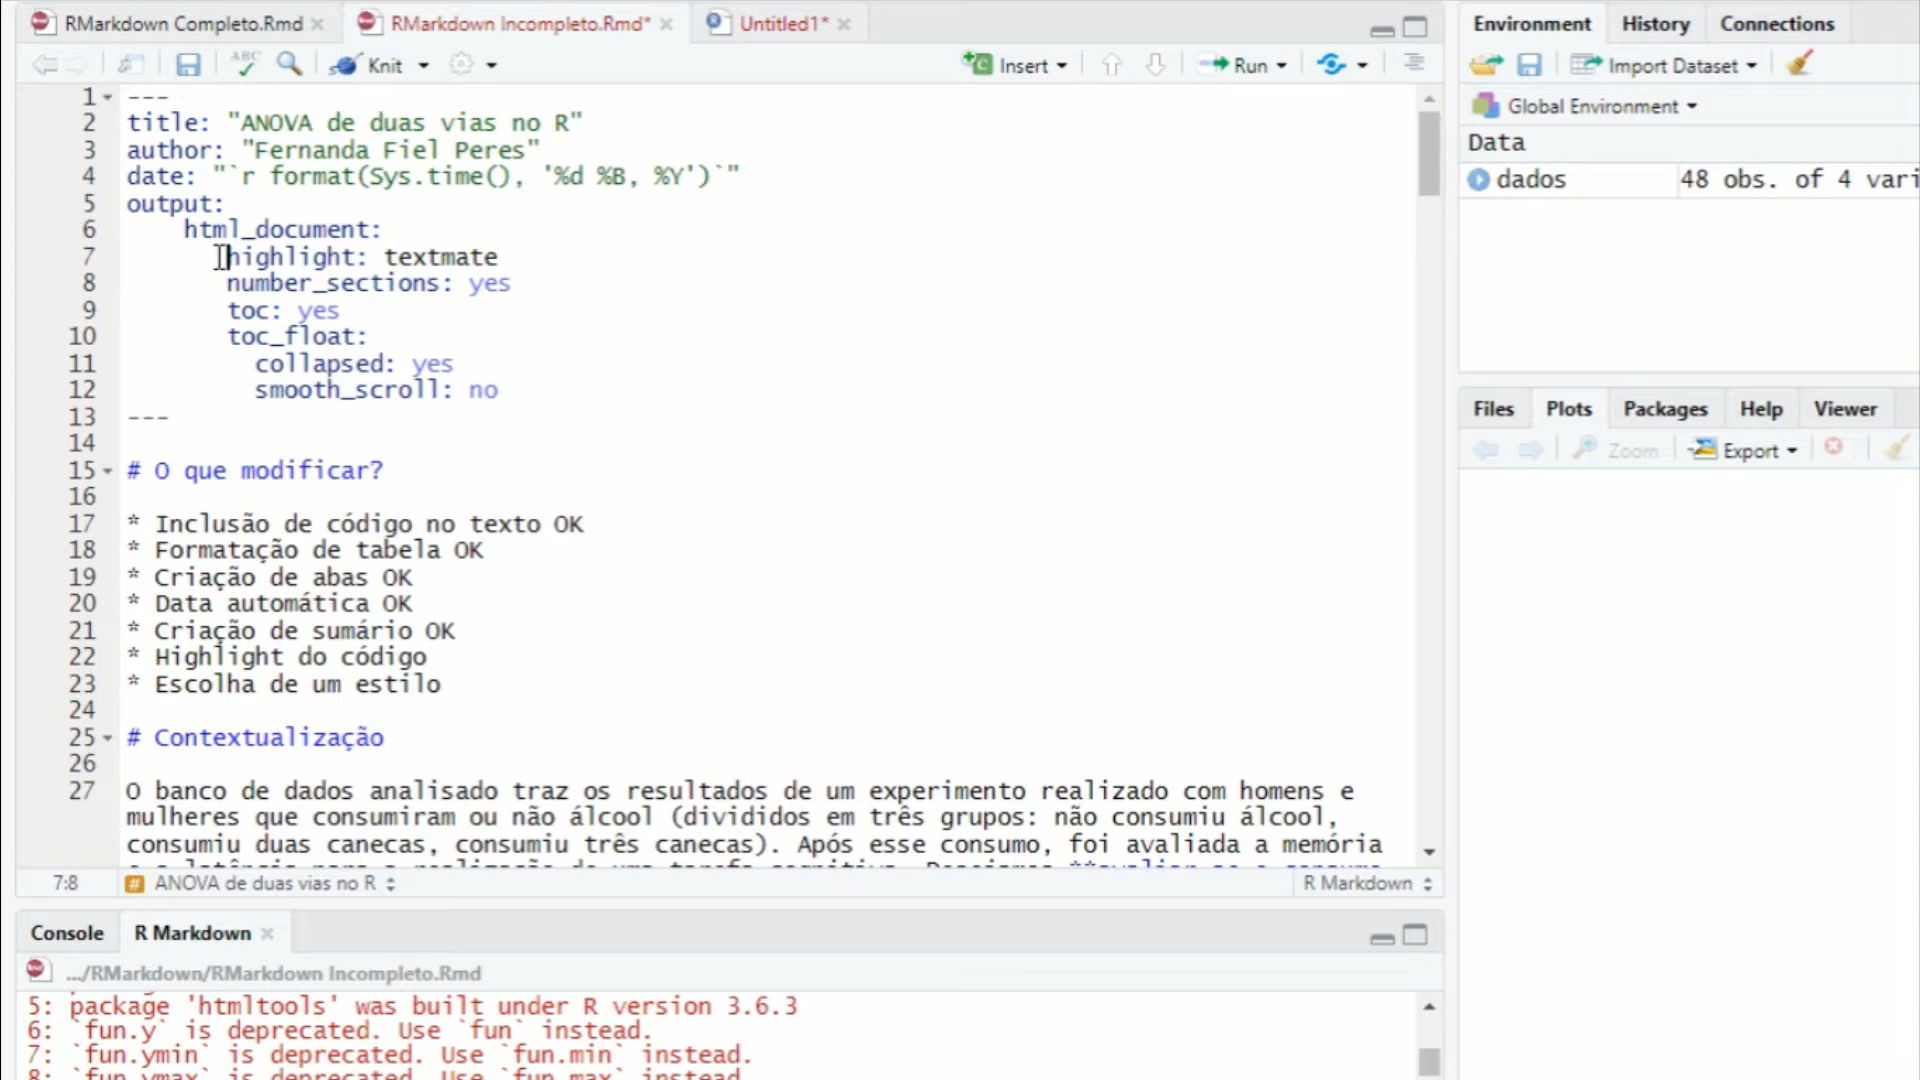 RMarkdown Completo.Rmd
RMarkdown Incompleto.Rmd*
Untitled1*
ABC
Knit
Insert
Run
1 ---
2 title: "ANOVA de duas vias no R"
3 author: "Fernanda Fiel Peres"
4 date: "`r format(Sys.time(), '%d %B, %Y')`"
5 output:
6 html_document:
7 highlight: textmate
8 number_sections: yes
9 toc: yes
10 toc_float:
11 collapsed: yes
12 smooth_scroll: no
13 ---
14
15 # O que modificar?
16
17 * Inclusão de código no texto OK
18 * Formatação de tabela OK
19 * Criação de abas OK
20 * Data automática OK
21 * Criação de sumário OK
22 * Highlight do código
23 * Escolha de um estilo
24
25 # Contextualização
26
27 O banco de dados analisado traz os resultados de um experimento realizado com homens e
mulheres que consumiram ou não álcool (divididos em três grupos: não consumiu álcool,
consumiu duas canecas, consumiu três canecas). Após esse consumo, foi avaliada a memória
7:8
ANOVA de duas vias no R
R Markdown
Console
R Markdown
.../RMarkdown/RMarkdown Incompleto.Rmd
5: package 'htmltools' was built under R version 3.6.3
6: `fun.y` is deprecated. Use `fun` instead.
7: `fun.ymin` is deprecated. Use `fun.min` instead.
8: `fun.ymax` is deprecated. Use `fun.max` instead.
Environment
History
Connections
Import Dataset
Global Environment
Data
dados
48 obs. of 4 vari
Files
Plots
Packages
Help
Viewer
Zoom
Export